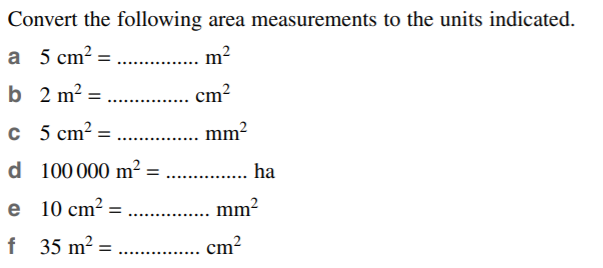 Convert the following area measurements to the units indicated.
a 5 cm² = ............... m²
b 2 m² = ............... cm²
c 5 cm² = ............... mm²
d 100 000 m² = ............... ha
e 10 cm² = ............... mm²
f 35 m² = ............... cm²